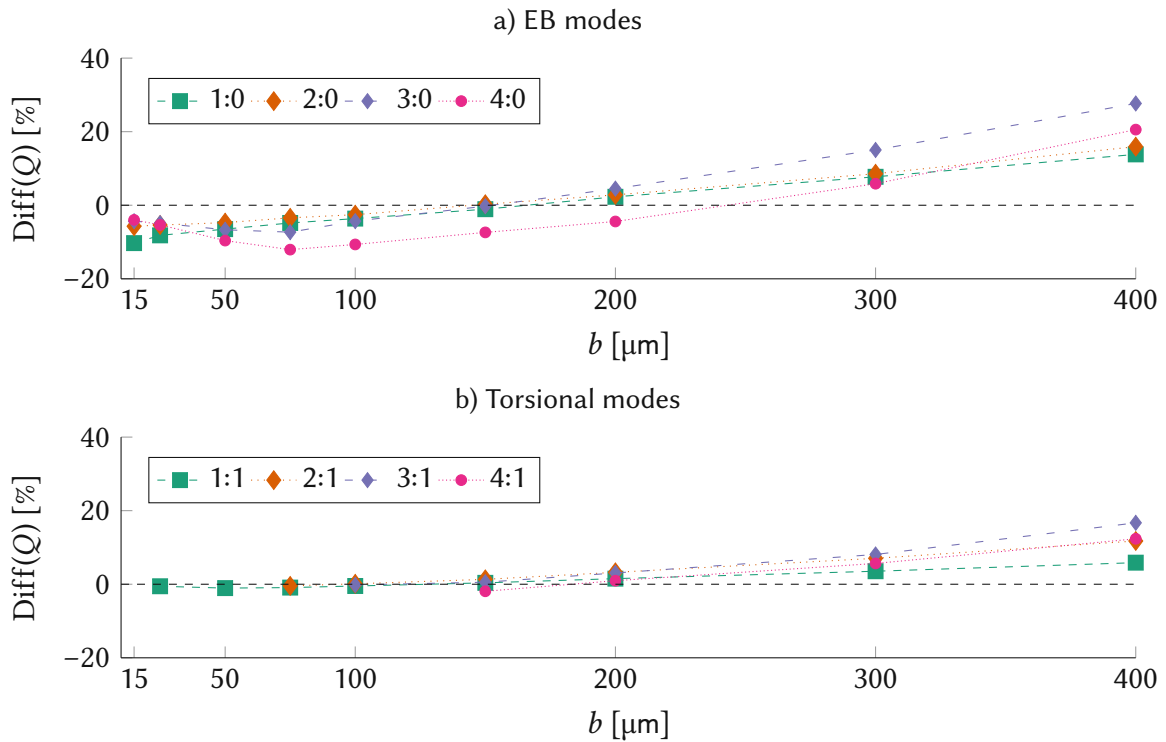 a) EB modes
40
20
0
−20
Diff(Q) [%]
1:0 2:0 3:0 4:0
15 50 100 200 300 400
b [μm]
b) Torsional modes
40
20
0
−20
Diff(Q) [%]
1:1 2:1 3:1 4:1
15 50 100 200 300 400
b [μm]